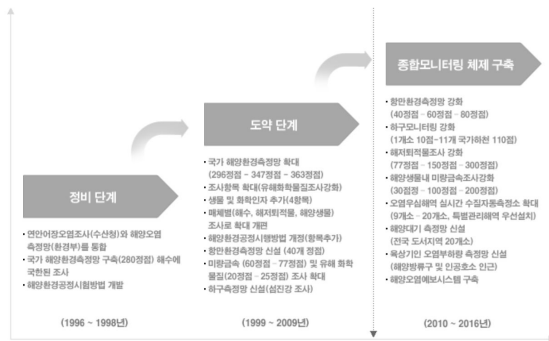 정비 단계
• 연안어장오염조사(수산청)와 해양오염
측정망(환경부)를 통합
• 국가 해양환경측정망 구축(280정점) 해수에
국한된 조사
• 해양환경공정시험방법 개발
(1996 ~ 1998년)
도약 단계
• 국가 해양환경측정망 확대
(296정점 ~ 347정점 ~ 363정점)
• 조사항목 확대(유해화학물질조사강화)
• 생물 및 화학인자 추가(4항목)
• 매체별(해수, 해저퇴적물, 해양생물)
조사로 확대 개편
• 해양환경공정시험방법 개정(항목추가)
• 항만환경측정망 신설 (40개 정점)
• 미량금속 (60정점 - 77정점) 및 유해 화학
물질(20정점 - 25정점) 조사 확대
• 하구측정망 신설(섬진강 조사)
(1999 ~ 2009년)
종합모니터링 체제 구축
• 항만환경측정망 강화
(40정점 - 60정점 - 80정점)
• 하구모니터링 강화
(1개소 10점~11개 국가하천 110점)
• 해저퇴적물조사 강화
(77정점 - 150정점 - 300정점)
• 해양생물내 미량금속조사강화
(30정점 - 100정점 - 200정점)
• 오염우심해역 실시간 수질자동측정소 확대
(9개소 - 20개소, 특별관리해역 우선설치)
• 해양대기 측정망 신설
(전국 도서지역 20개소)
• 육상기인 오염부하량 측정망 신설
(해양방류구 및 인공호소 인근)
• 해양오염예보시스템 구축
(2010 ~ 2016년)